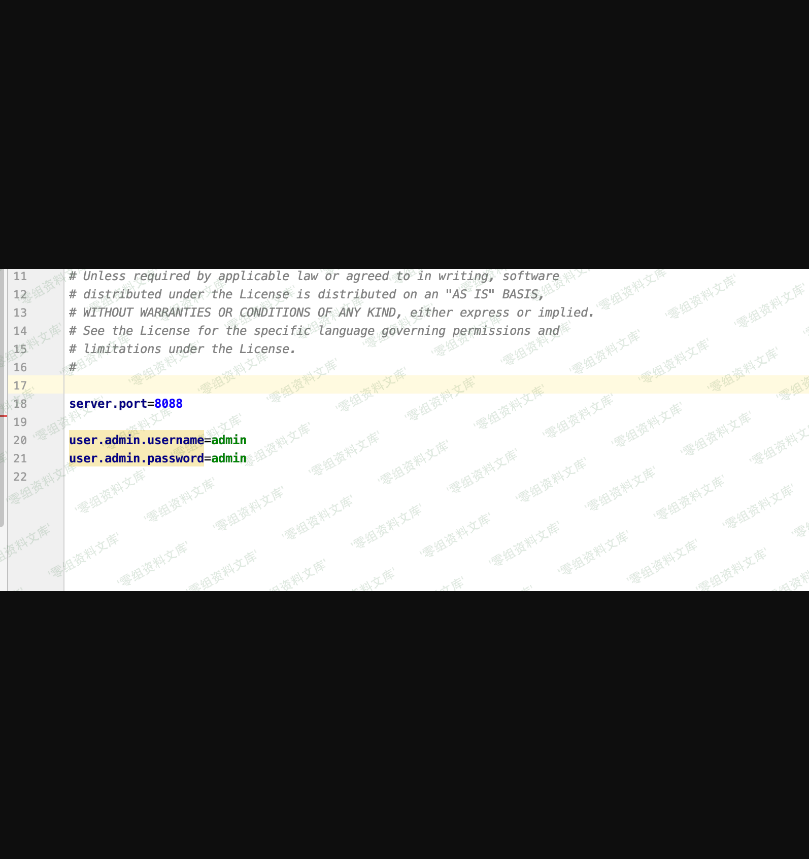 11 # Unless required by applicable law or agreed to in writing, software
12 # distributed under the License is distributed on an "AS IS" BASIS,
13 # WITHOUT WARRANTIES OR CONDITIONS OF ANY KIND, either express or implied.
14 # See the License for the specific language governing permissions and
15 # limitations under the License.
16 #
17
18 server.port=8088
19
20 user.admin.username=admin
21 user.admin.password=admin
22
零组资料文库